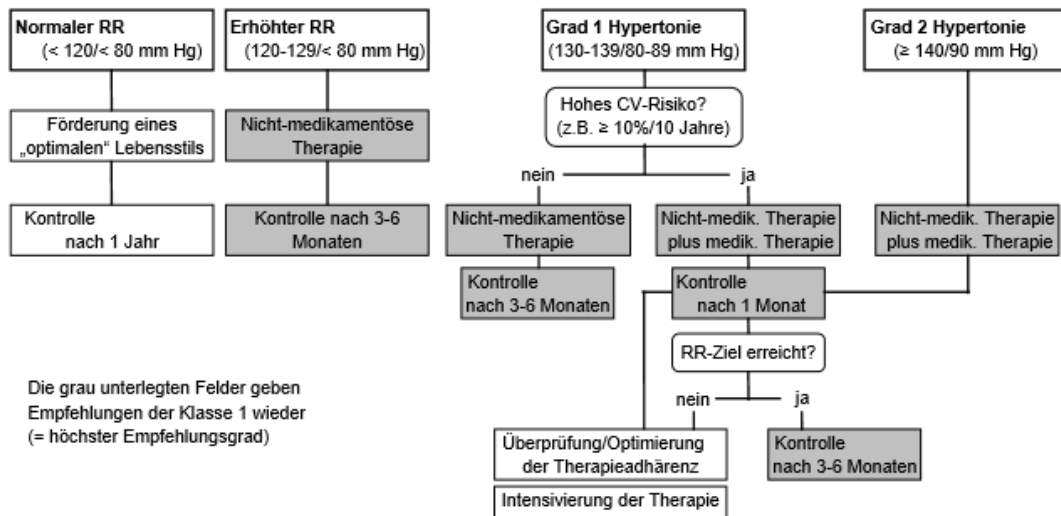 Normaler RR
(< 120/< 80 mm Hg)
Erhöhter RR
(120-129/< 80 mm Hg)
Grad 1 Hypertonie
(130-139/80-89 mm Hg)
Grad 2 Hypertonie
(≥ 140/90 mm Hg)
Hohes CV-Risiko?
(z.B. ≥ 10%/10 Jahre)
Förderung eines
„optimalen“ Lebensstils
Nicht-medikamentöse
Therapie
nein
ja
Kontrolle
nach 1 Jahr
Kontrolle nach 3-6
Monaten
Nicht-medikamentöse
Therapie
Nicht-medik. Therapie
plus medik. Therapie
Nicht-medik. Therapie
plus medik. Therapie
Kontrolle
nach 3-6 Monaten
Kontrolle
nach 1 Monat
RR-Ziel erreicht?
Die grau unterlegten Felder geben
Empfehlungen der Klasse 1 wieder
(= höchster Empfehlungsgrad)
nein
ja
Überprüfung/Optimierung
der Therapieadhärenz
Kontrolle
nach 3-6 Monaten
Intensivierung der Therapie